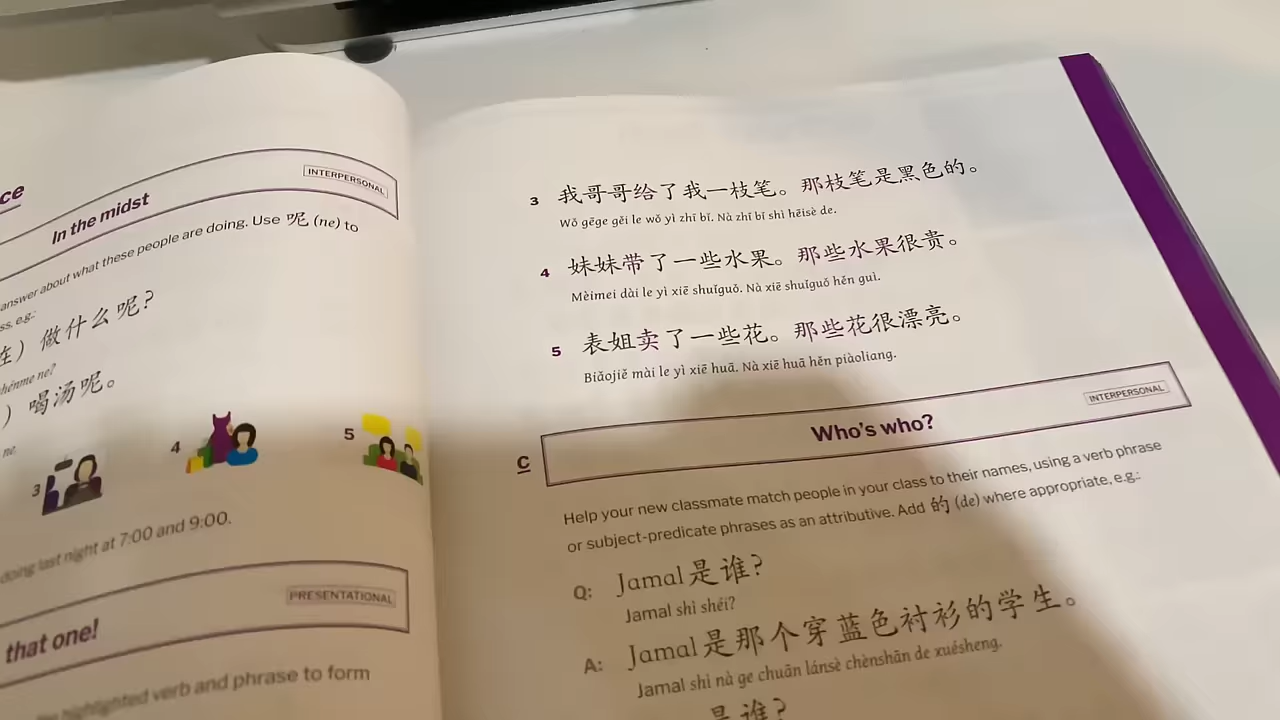 ce
In the midst
INTERPERSONAL
answer about what these people are doing. Use 呢 (ne) to
ss, e.g.:
在）做什么呢？
shénme ne?
）喝汤呢。
ne.
3
4
5
doing last night at 7:00 and 9:00.
that one!
PRESENTATIONAL
highlighted verb and phrase to form
3 我哥哥给了我一枝笔。那枝笔是黑色的。
Wǒ gēge gěi le wǒ yì zhī bǐ. Nà zhī bǐ shì hēisè de.
4 妹妹带了一些水果。那些水果很贵。
Mèimei dài le yì xiē shuǐguǒ. Nà xiē shuǐguǒ hěn guì.
5 表姐卖了一些花。那些花很漂亮。
Biǎojiě mài le yì xiē huā. Nà xiē huā hěn piàoliang.
C Who's who?
INTERPERSONAL
Help your new classmate match people in your class to their names, using a verb phrase
or subject-predicate phrases as an attributive. Add 的 (de) where appropriate, e.g.:
Q: Jamal是谁？
Jamal shì shéi?
A: Jamal是那个穿蓝色衬衫的学生。
Jamal shì nà ge chuān lánsè chènshān de xuésheng.
是谁？